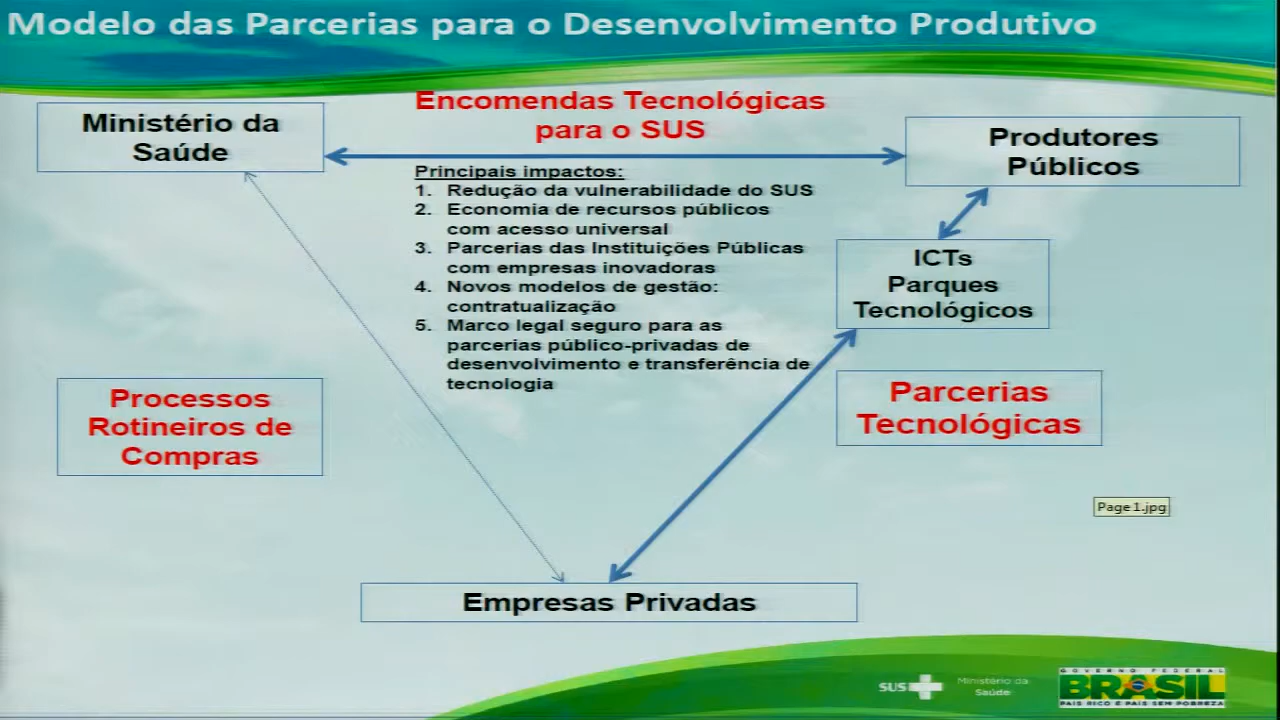 Modelo das Parcerias para o Desenvolvimento Produtivo
Ministério da
Saúde
Encomendas Tecnológicas
para o SUS
Produtores
Públicos
Principais impactos:
1. Redução da vulnerabilidade do SUS
2. Economia de recursos públicos
com acesso universal
3. Parcerias das Instituições Públicas
com empresas inovadoras
4. Novos modelos de gestão:
contratualização
5. Marco legal seguro para as
parcerias público-privadas de
desenvolvimento e transferência de
tecnologia
ICTs
Parques
Tecnológicos
Processos
Rotineiros de
Compras
Parcerias
Tecnológicas
Page1.jpg
Empresas Privadas
SUS
Ministério da
Saúde
GOVERNO FEDERAL
BRASIL
PAÍS RICO É PAÍS SEM POBREZA